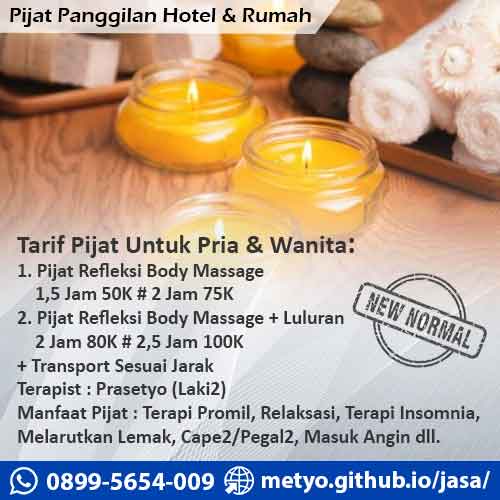 Pijat Panggilan Hotel & Rumah
Tarif Pijat Untuk Pria & Wanita:
1. Pijat Refleksi Body Massage
1,5 Jam 50K # 2 Jam 75K
2. Pijat Refleksi Body Massage + Luluran
2 Jam 80K # 2,5 Jam 100K
+ Transport Sesuai Jarak
Terapist : Prasetyo (Laki2)
Manfaat Pijat : Terapi Promil, Relaksasi, Terapi Insomnia,
Melarutkan Lemak, Cape2/Pegal2, Masuk Angin dll.
NEW NORMAL
0899-5654-009 metyo.github.io/jasa/